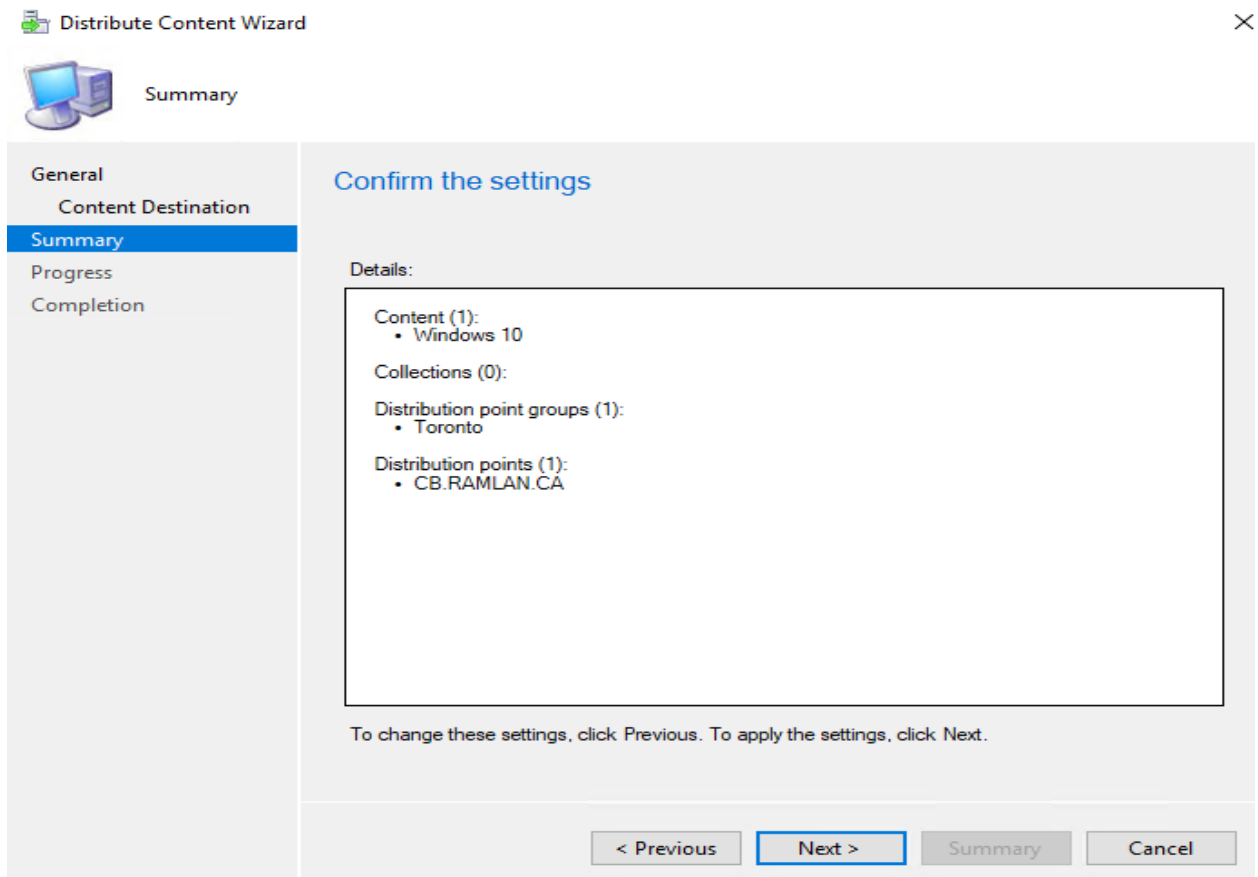 Distribute Content Wizard
Summary
General
Content Destination
Summary
Progress
Completion
Confirm the settings
Details:
Content (1):
• Windows 10
Collections (0):
Distribution point groups (1):
• Toronto
Distribution points (1):
• CB.RAMLAN.CA
To change these settings, click Previous. To apply the settings, click Next.
< Previous
Next >
Summary
Cancel